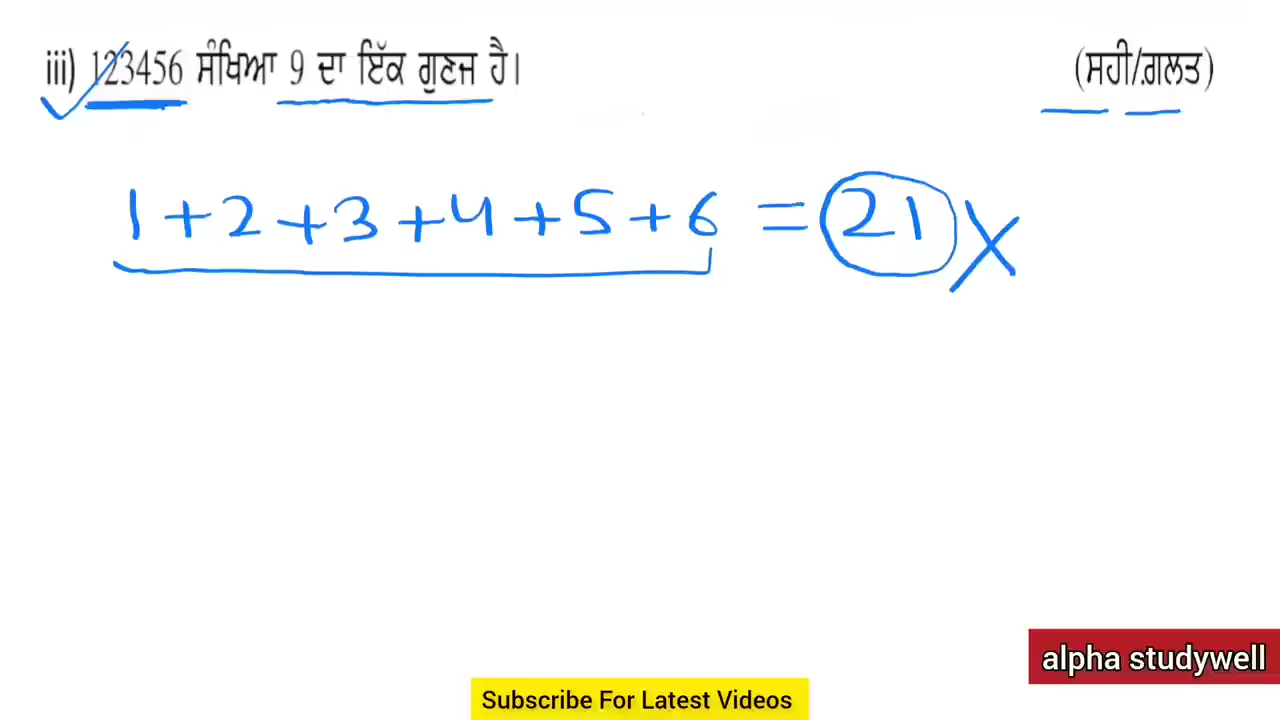 iii) 123456 ਸੰਖਿਆ 9 ਦਾ ਇੱਕ ਗੁਣਜ ਹੈ। (ਸਹੀ/ਗ਼ਲਤ)
1+2+3+4+5+6 = 21 X
alpha studywell
Subscribe For Latest Videos